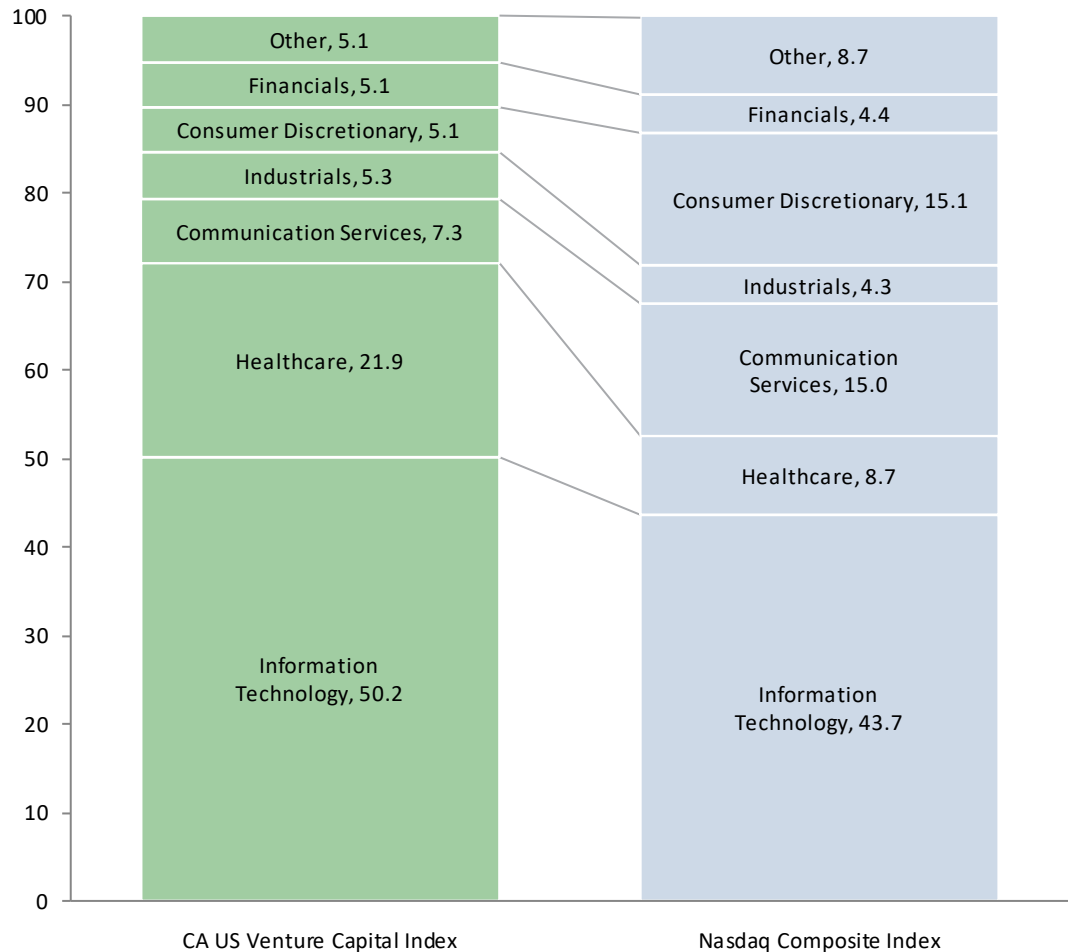 100
90
80
70
60
50
40
30
20
10
0
Other, 5.1
Financials, 5.1
Consumer Discretionary, 5.1
Industrials, 5.3
Communication Services, 7.3
Healthcare, 21.9
Information
Technology, 50.2
Other, 8.7
Financials, 4.4
Consumer Discretionary, 15.1
Industrials, 4.3
Communication
Services, 15.0
Healthcare, 8.7
Information
Technology, 43.7
CA US Venture Capital Index
Nasdaq Composite Index